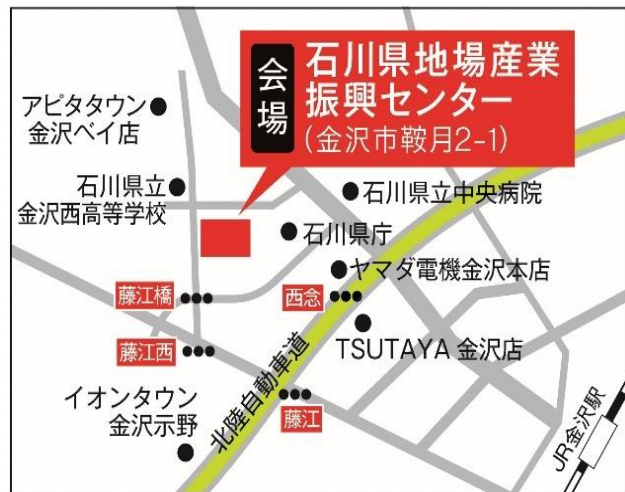 会場
石川県地場産業
振興センター
(金沢市鞍月2-1)
アピタタウン
金沢ベイ店
石川県立
金沢西高等学校
石川県立中央病院
石川県庁
ヤマダ電機金沢本店
藤江橋
西念
藤江西
TSUTAYA 金沢店
イオンタウン
金沢示野
北陸自動車道
藤江
JR金沢駅